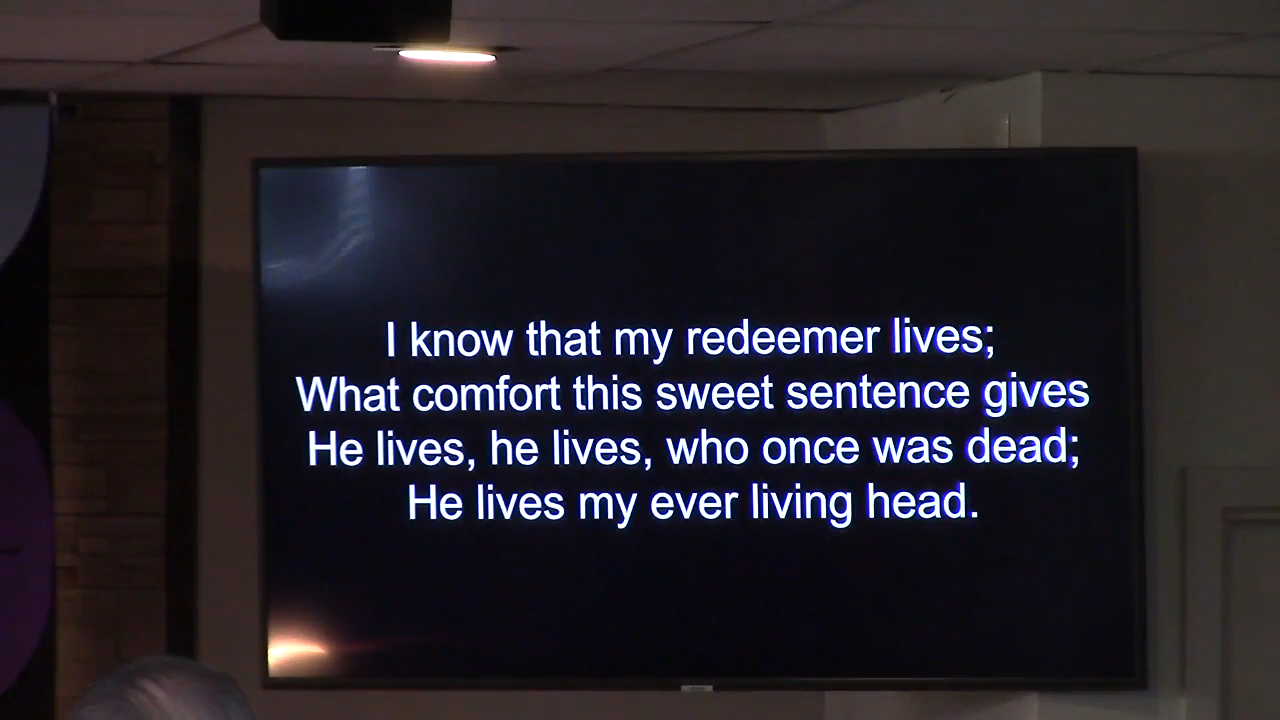 I know that my redeemer lives;
What comfort this sweet sentence gives
He lives, he lives, who once was dead;
He lives my ever living head.